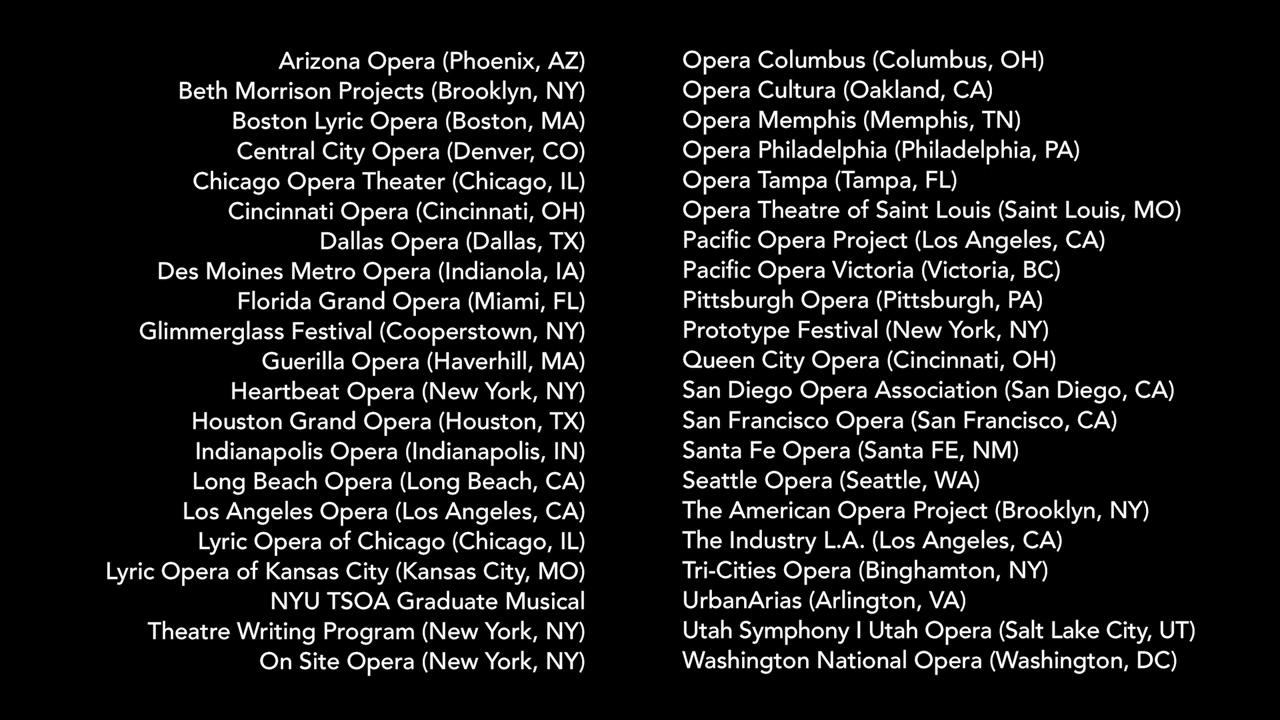 Arizona Opera (Phoenix, AZ)
Beth Morrison Projects (Brooklyn, NY)
Boston Lyric Opera (Boston, MA)
Central City Opera (Denver, CO)
Chicago Opera Theater (Chicago, IL)
Cincinnati Opera (Cincinnati, OH)
Dallas Opera (Dallas, TX)
Des Moines Metro Opera (Indianola, IA)
Florida Grand Opera (Miami, FL)
Glimmerglass Festival (Cooperstown, NY)
Guerilla Opera (Haverhill, MA)
Heartbeat Opera (New York, NY)
Houston Grand Opera (Houston, TX)
Indianapolis Opera (Indianapolis, IN)
Long Beach Opera (Long Beach, CA)
Los Angeles Opera (Los Angeles, CA)
Lyric Opera of Chicago (Chicago, IL)
Lyric Opera of Kansas City (Kansas City, MO)
NYU TSOA Graduate Musical
Theatre Writing Program (New York, NY)
On Site Opera (New York, NY)
Opera Columbus (Columbus, OH)
Opera Cultura (Oakland, CA)
Opera Memphis (Memphis, TN)
Opera Philadelphia (Philadelphia, PA)
Opera Tampa (Tampa, FL)
Opera Theatre of Saint Louis (Saint Louis, MO)
Pacific Opera Project (Los Angeles, CA)
Pacific Opera Victoria (Victoria, BC)
Pittsburgh Opera (Pittsburgh, PA)
Prototype Festival (New York, NY)
Queen City Opera (Cincinnati, OH)
San Diego Opera Association (San Diego, CA)
San Francisco Opera (San Francisco, CA)
Santa Fe Opera (Santa FE, NM)
Seattle Opera (Seattle, WA)
The American Opera Project (Brooklyn, NY)
The Industry L.A. (Los Angeles, CA)
Tri-Cities Opera (Binghamton, NY)
UrbanArias (Arlington, VA)
Utah Symphony I Utah Opera (Salt Lake City, UT)
Washington National Opera (Washington, DC)